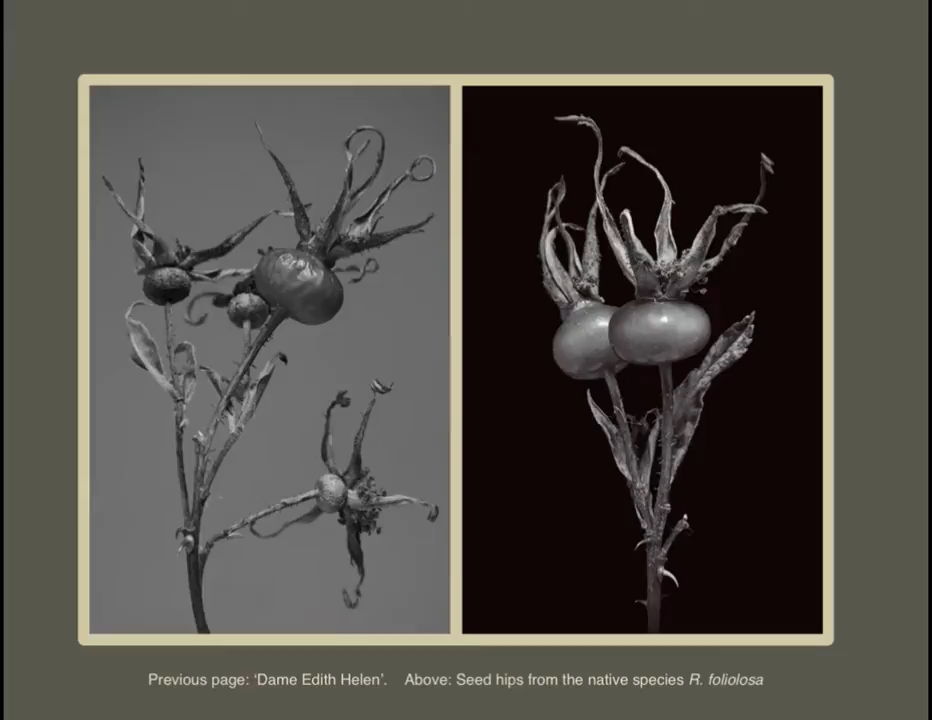 Previous page: ‘Dame Edith Helen’. Above: Seed hips from the native species R. foliolosa